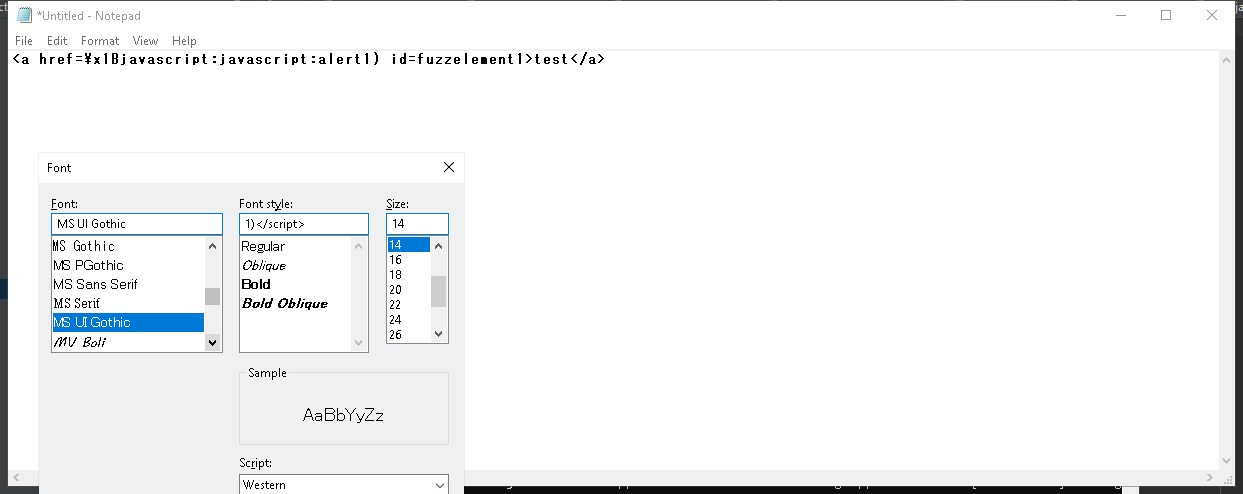 *Untitled - Notepad
File Edit Format View Help
<a href=¥x1Bjavascript:javascript:alert1) id=fuzzelement1>test</a>
Font
Font: Font style: Size:
MS UI Gothic 1)</script> 14
MS Gothic Regular 14
MS PGothic Oblique 16
MS Sans Serif Bold 18
MS Serif Bold Oblique 20
MS UI Gothic 22
MV Boli 24
26
Sample
AaBbYyZz
Script:
Western